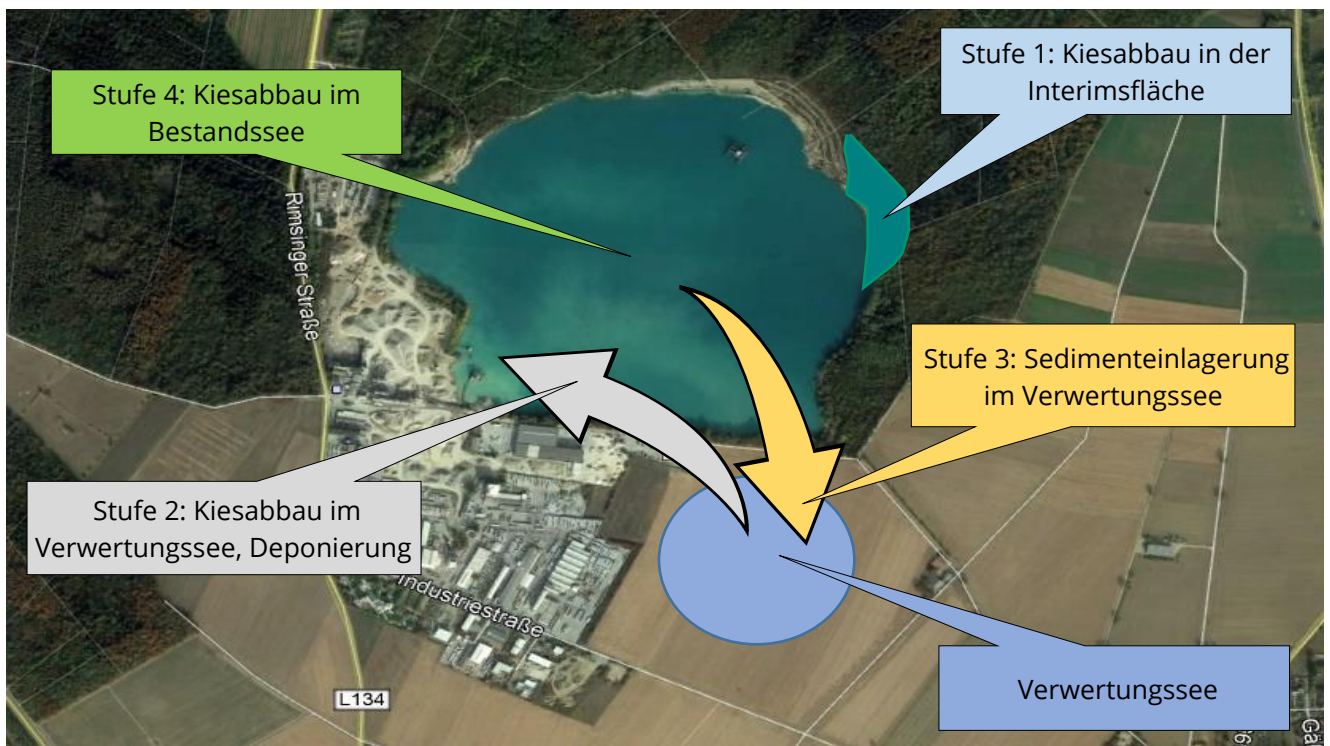 Stufe 1: Kiesabbau in der
Interimsfläche
Stufe 4: Kiesabbau im
Bestandssee
Rimsinger Straße
Stufe 3: Sedimenteinlagerung
im Verwertungssee
Stufe 2: Kiesabbau im
Verwertungssee, Deponierung
Industriestraße
Verwertungssee
L134